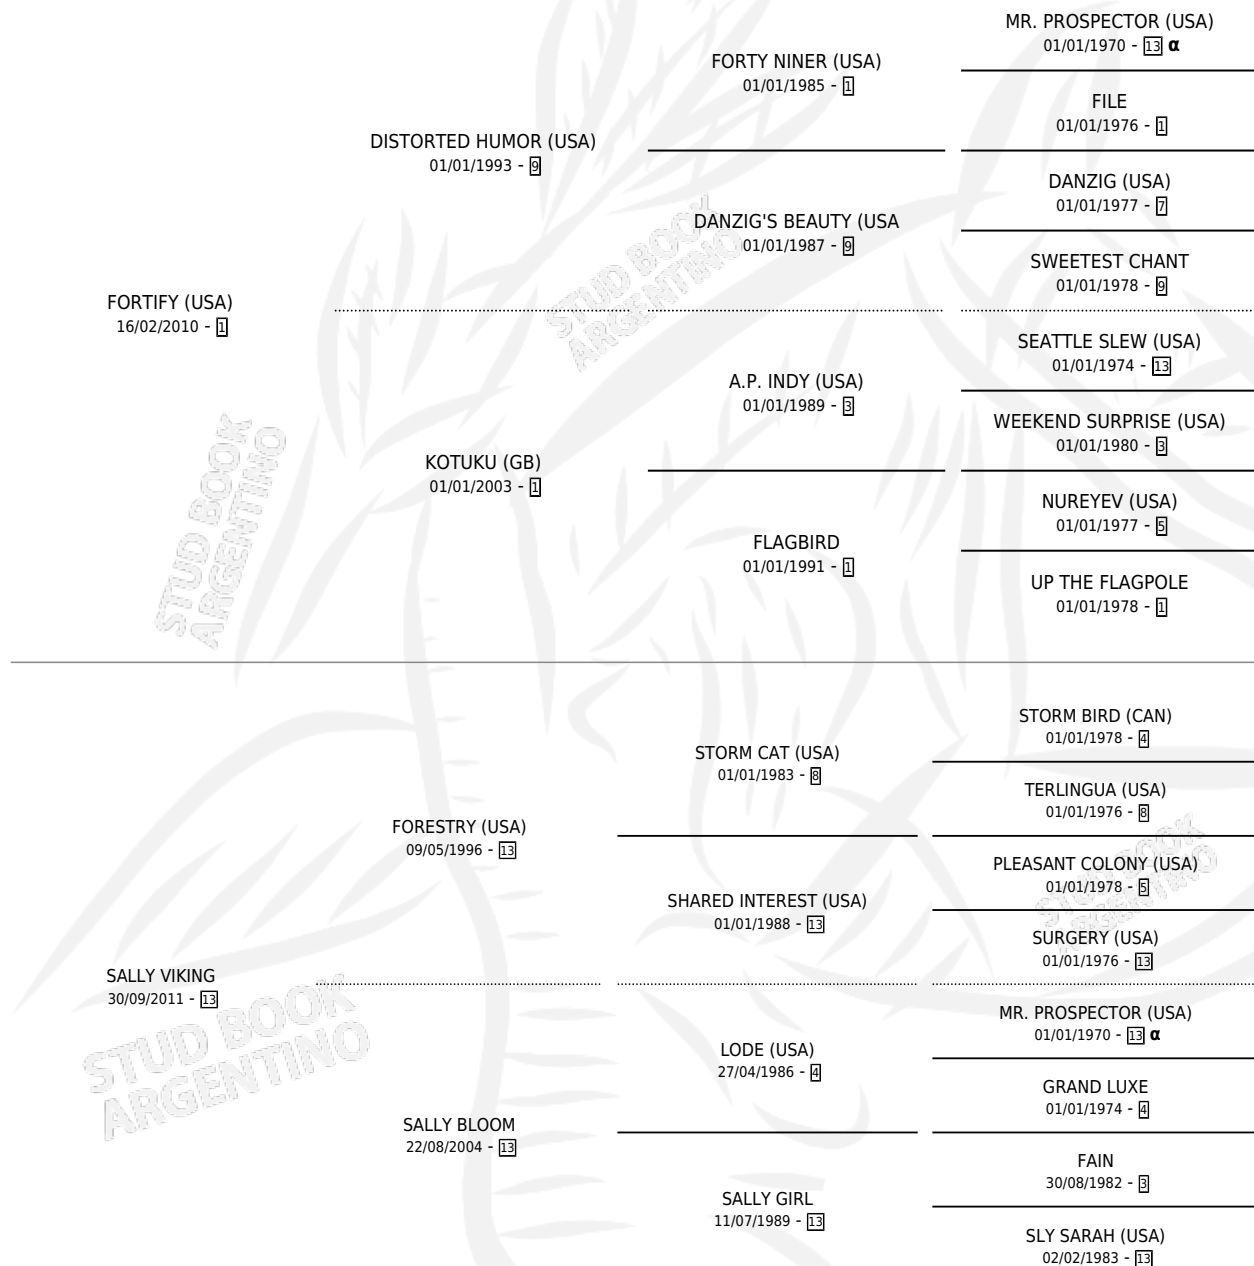 MR. PROSPECTOR (USA)
01/01/1970 - 13 α
FORTY NINER (USA)
01/01/1985 - 1
FILE
01/01/1976 - 1
DISTORTED HUMOR (USA)
01/01/1993 - 9
DANZIG (USA)
01/01/1977 - 7
DANZIG'S BEAUTY (USA
01/01/1987 - 9
SWEETEST CHANT
01/01/1978 - 9
FORTIFY (USA)
16/02/2010 - 1
STUD BOOK
ARGENTINO
SEATTLE SLEW (USA)
01/01/1974 - 13
A.P. INDY (USA)
01/01/1989 - 3
WEEKEND SURPRISE (USA)
01/01/1980 - 3
KOTUKU (GB)
01/01/2003 - 1
STUD BOOK
ARGENTINO
NUREYEV (USA)
01/01/1977 - 5
FLAGBIRD
01/01/1991 - 1
UP THE FLAGPOLE
01/01/1978 - 1
STORM BIRD (CAN)
01/01/1978 - 4
STORM CAT (USA)
01/01/1983 - 8
TERLINGUA (USA)
01/01/1976 - 8
FORESTRY (USA)
09/05/1996 - 13
PLEASANT COLONY (USA)
01/01/1978 - 5
STUD BOOK
ARGENTINO
SHARED INTEREST (USA)
01/01/1988 - 13
SURGERY (USA)
01/01/1976 - 13
SALLY VIKING
30/09/2011 - 13
STUD BOOK
ARGENTINO
MR. PROSPECTOR (USA)
01/01/1970 - 13 α
LODE (USA)
27/04/1986 - 4
GRAND LUXE
01/01/1974 - 4
SALLY BLOOM
22/08/2004 - 13
FAIN
30/08/1982 - 3
SALLY GIRL
11/07/1989 - 13
SLY SARAH (USA)
02/02/1983 - 13